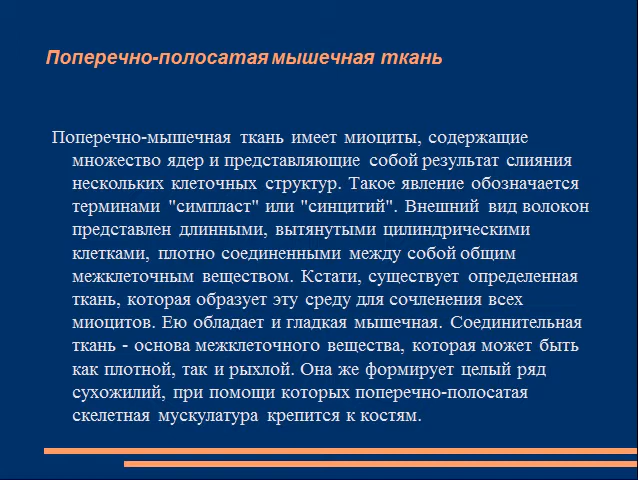 Поперечно-полосатая мышечная ткань
Поперечно-мышечная ткань имеет миоциты, содержащие
множество ядер и представляющие собой результат слияния
нескольких клеточных структур. Такое явление обозначается
терминами "симпласт" или "синцитий". Внешний вид волокон
представлен длинными, вытянутыми цилиндрическими
клетками, плотно соединенными между собой общим
межклеточным веществом. Кстати, существует определенная
ткань, которая образует эту среду для сочленения всех
миоцитов. Ею обладает и гладкая мышечная. Соединительная
ткань - основа межклеточного вещества, которая может быть
как плотной, так и рыхлой. Она же формирует целый ряд
сухожилий, при помощи которых поперечно-полосатая
скелетная мускулатура крепится к костям.